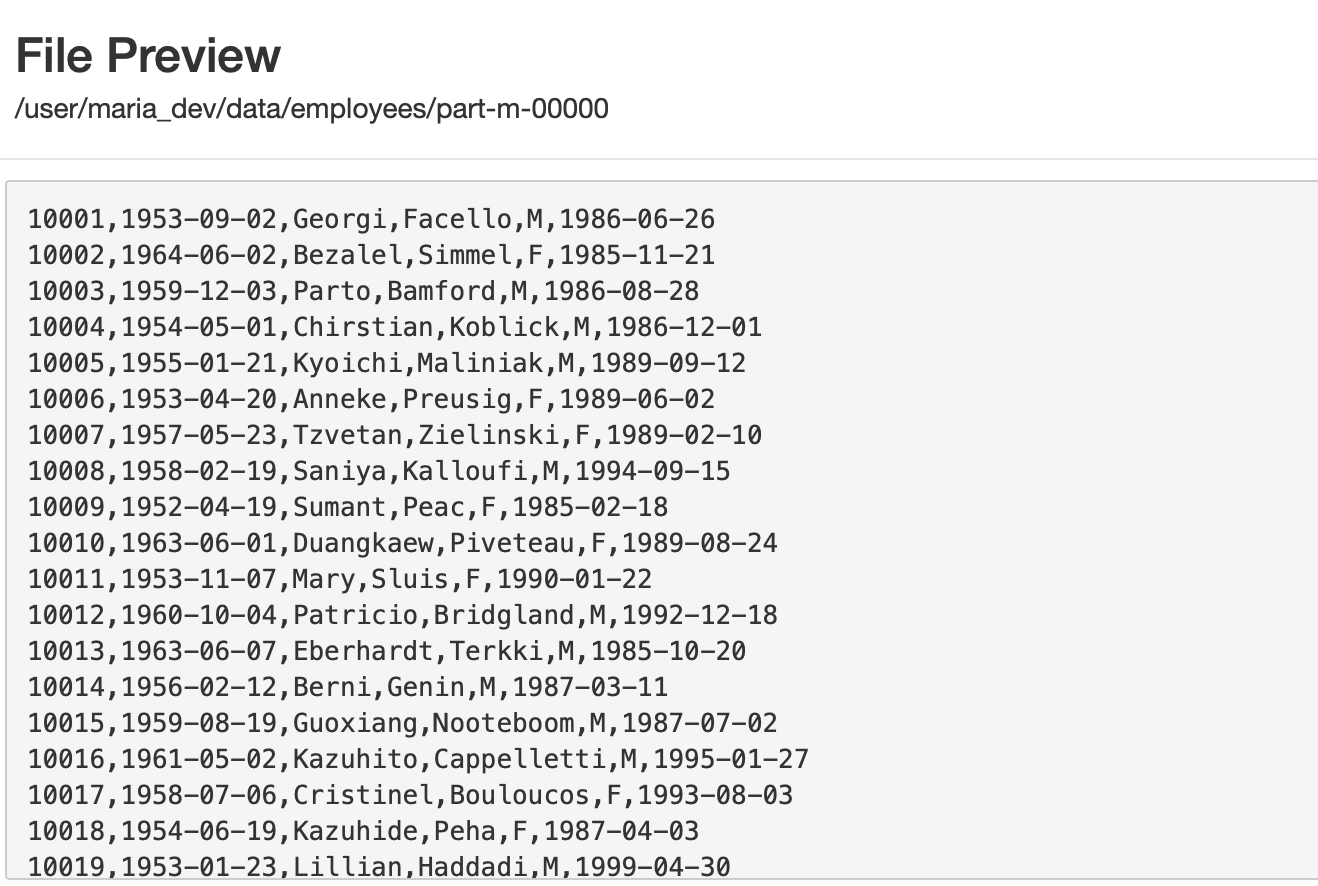 File Preview
/user/maria_dev/data/employees/part-m-00000
10001,1953-09-02,Georgi,Facello,M,1986-06-26
10002,1964-06-02,Bezalel,Simmel,F,1985-11-21
10003,1959-12-03,Parto,Bamford,M,1986-08-28
10004,1954-05-01,Chirstian,Koblick,M,1986-12-01
10005,1955-01-21,Kyoichi,Maliniak,M,1989-09-12
10006,1953-04-20,Anneke,Preusig,F,1989-06-02
10007,1957-05-23,Tzvetan,Zielinski,F,1989-02-10
10008,1958-02-19,Saniya,Kalloufi,M,1994-09-15
10009,1952-04-19,Sumant,Peac,F,1985-02-18
10010,1963-06-01,Duangkaew,Piveteau,F,1989-08-24
10011,1953-11-07,Mary,Sluis,F,1990-01-22
10012,1960-10-04,Patricio,Bridgland,M,1992-12-18
10013,1963-06-07,Eberhardt,Terkki,M,1985-10-20
10014,1956-02-12,Berni,Genin,M,1987-03-11
10015,1959-08-19,Guoxiang,Nooteboom,M,1987-07-02
10016,1961-05-02,Kazuhito,Cappelletti,M,1995-01-27
10017,1958-07-06,Cristinel,Bouloucos,F,1993-08-03
10018,1954-06-19,Kazuhide,Peha,F,1987-04-03
10019,1953-01-23,Lillian,Haddadi,M,1999-04-30